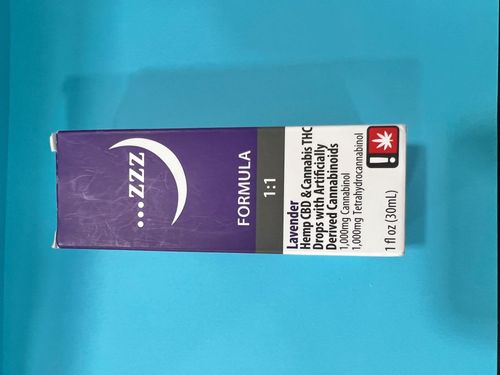 ...zzz
FORMULA
1:1
Lavender
Hemp CBD & Cannabis THC
Drops with Artificially
Derived Cannabinoids
1,000mg Cannabinol
1,000mg Tetrahydrocannabinol
1 fl oz (30mL)
!